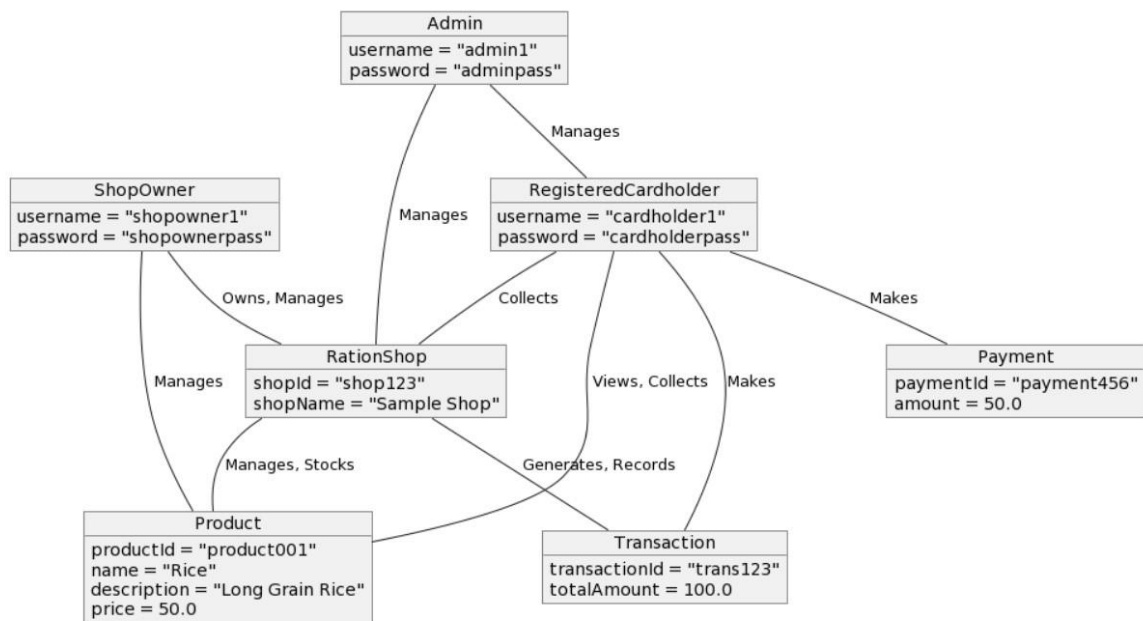 Admin
username = "admin1"
password = "adminpass"
Manages
ShopOwner
username = "shopowner1"
password = "shopownerpass"
RegisteredCardholder
username = "cardholder1"
password = "cardholderpass"
Manages
Owns, Manages
Collects
Makes
RationShop
shopId = "shop123"
shopName = "Sample Shop"
Payment
paymentId = "payment456"
amount = 50.0
Manages
Views, Collects
Makes
Manages, Stocks
Generates, Records
Product
productId = "product001"
name = "Rice"
description = "Long Grain Rice"
price = 50.0
Transaction
transactionId = "trans123"
totalAmount = 100.0